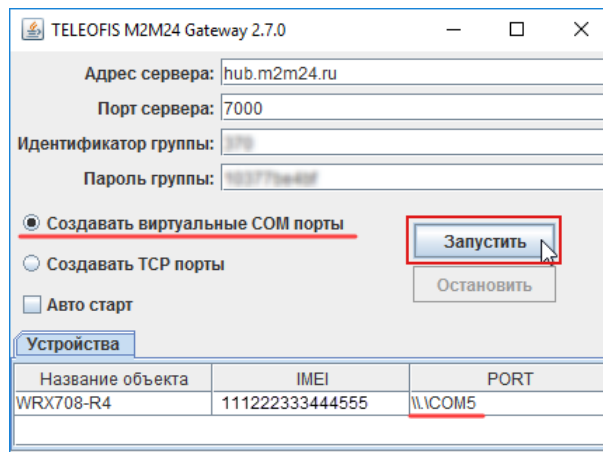 TELEOFIS M2M24 Gateway 2.7.0
Адрес сервера: hub.m2m24.ru
Порт сервера: 7000
Идентификатор группы:
Пароль группы:
Создавать виртуальные COM порты
Запустить
Создавать TCP порты
Остановить
Авто старт
Устройства
Название объекта IMEI PORT
WRX708-R4 111222333444555 \\.\COM5